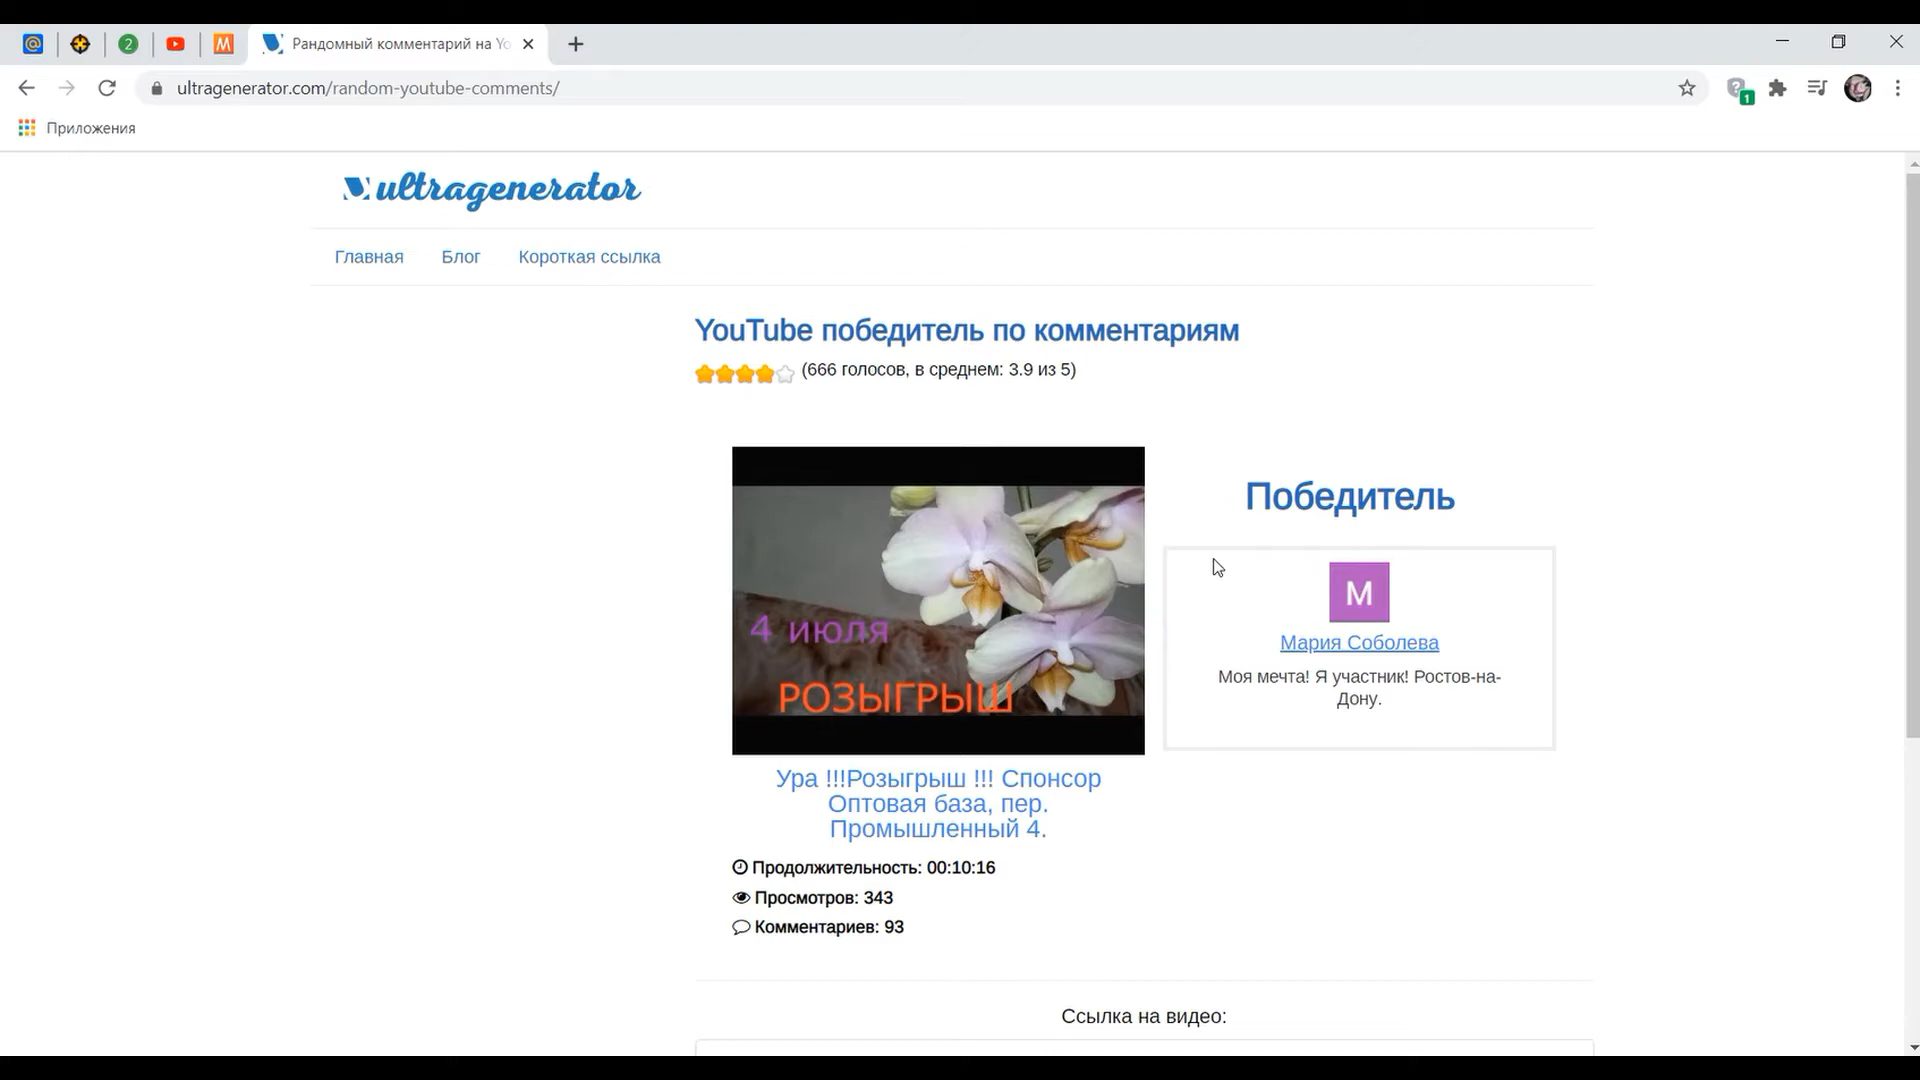 2
Рандомный комментарий на Yo
ultragenerator.com/random-youtube-comments/
1
Приложения
ultragenerator
Главная Блог Короткая ссылка
YouTube победитель по комментариям
(666 голосов, в среднем: 3.9 из 5)
4 июля
РОЗЫГРЫШ
Победитель
М
Мария Соболева
Моя мечта! Я участник! Ростов-на-
Дону.
Ура !!!Розыгрыш !!! Спонсор
Оптовая база, пер.
Промышленный 4.
Продолжительность: 00:10:16
Просмотров: 343
Комментариев: 93
Ссылка на видео: